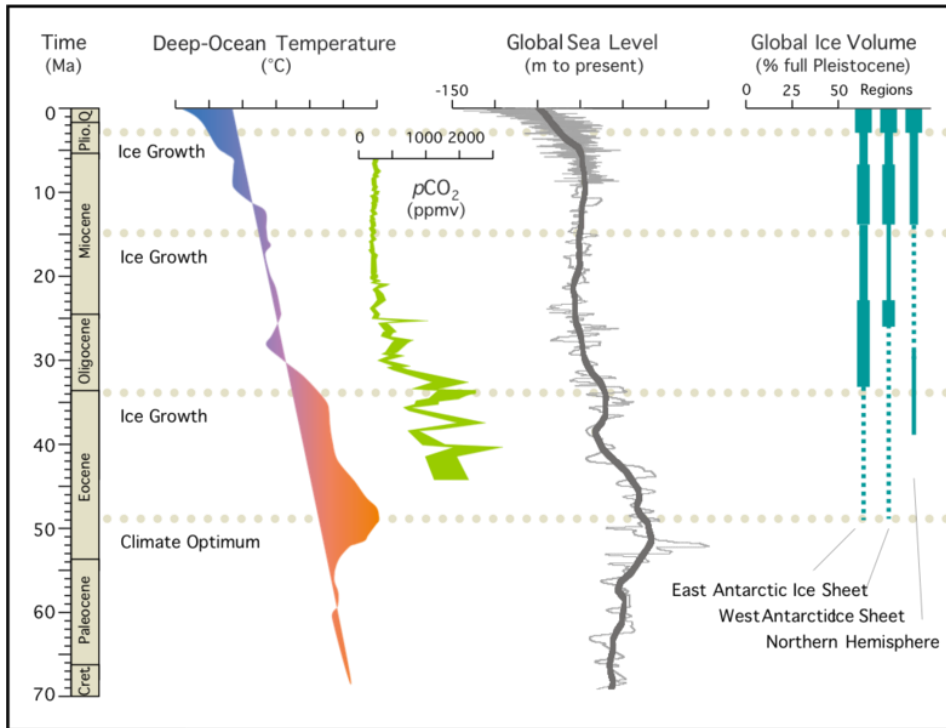 Time
(Ma)
Deep-Ocean Temperature
(°C)
Global Sea Level
(m to present)
Global Ice Volume
(% full Pleistocene)
-150
0 25 50 Regions
0
10
20
30
40
50
60
70
Q
Plio.
Miocene
Oligocene
Eocene
Paleocene
Cret.
Ice Growth
Ice Growth
Ice Growth
Climate Optimum
0 1000 2000
pCO2
(ppmv)
East Antarctic Ice Sheet
West AntarcticIce Sheet
Northern Hemisphere